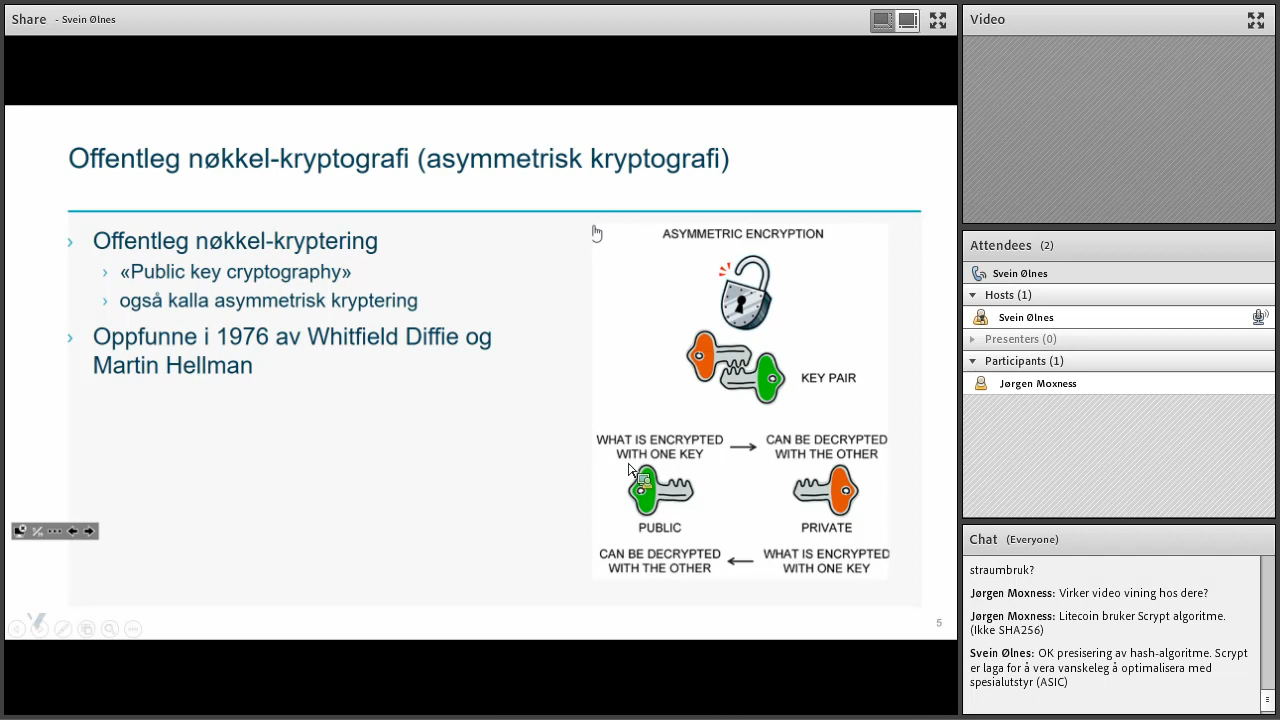 Share - Svein Ølnes
Offentleg nøkkel-kryptografi (asymmetrisk kryptografi)
Offentleg nøkkel-kryptering
«Public key cryptography»
også kalla asymmetrisk kryptering
Oppfunne i 1976 av Whitfield Diffie og
Martin Hellman
ASYMMETRIC ENCRYPTION
KEY PAIR
WHAT IS ENCRYPTED
WITH ONE KEY
CAN BE DECRYPTED
WITH THE OTHER
PUBLIC
PRIVATE
CAN BE DECRYPTED
WITH THE OTHER
WHAT IS ENCRYPTED
WITH ONE KEY
5
Video
Attendees (2)
Svein Ølnes
Hosts (1)
Svein Ølnes
Presenters (0)
Participants (1)
Jørgen Moxness
Chat (Everyone)
straumbruk?
Jørgen Moxness: Virker video vining hos dere?
Jørgen Moxness: Litecoin bruker Scrypt algoritme.
(Ikke SHA256)
Svein Ølnes: OK presisering av hash-algoritme. Scrypt
er laga for å vera vanskeleg å optimalisera med
spesialutstyr (ASIC)